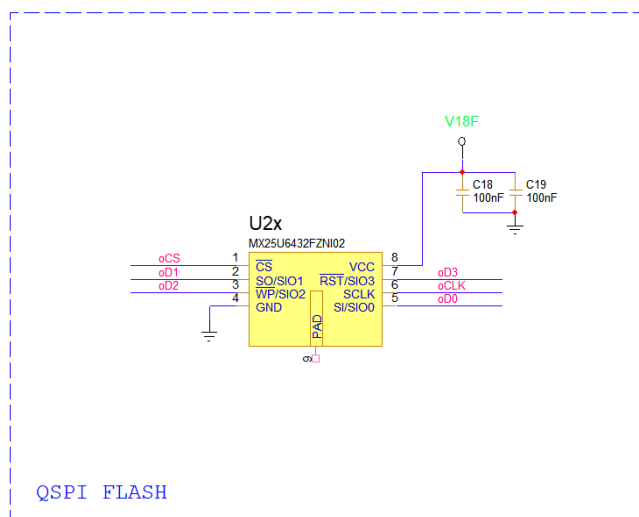 V18F
C18
100nF
C19
100nF
U2x
MX25U6432FZNI02
oCS 1 CS VCC 8
oD1 2 SO/SIO1 RST/SIO3 7 oD3
oD2 3 WP/SIO2 SCLK 6 oCLK
4 GND SI/SIO0 5 oD0
PAD
9
QSPI FLASH